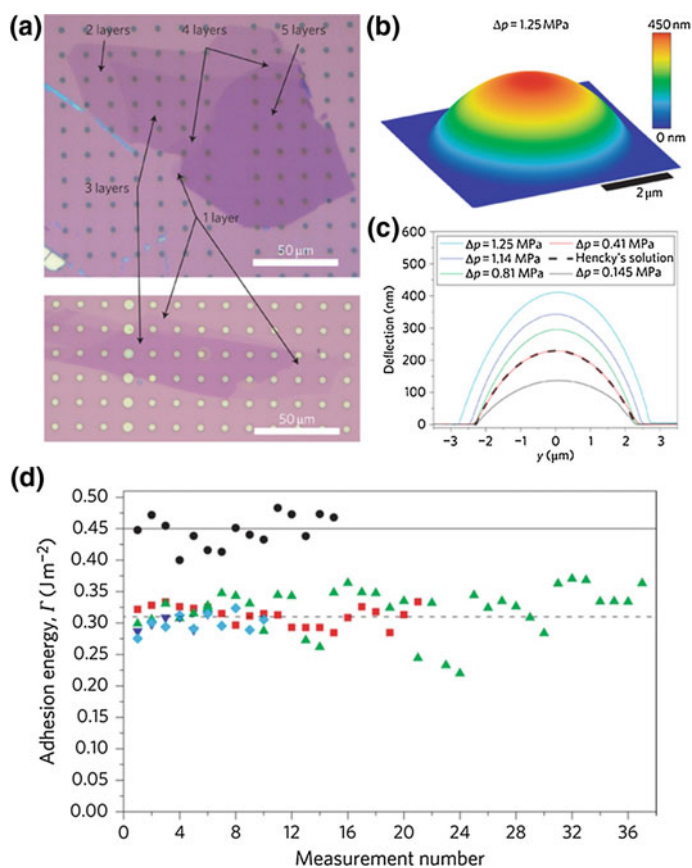 (a)
2 layers
4 layers
5 layers
3 layers
1 layer
50 μm
50 μm
(b)
Δp = 1.25 MPa
450 nm
0 nm
2 μm
(c)
600
500
400
300
200
100
0
Deflection (nm)
Δp = 1.25 MPa
Δp = 0.41 MPa
Δp = 1.14 MPa
Hencky's solution
Δp = 0.81 MPa
Δp = 0.145 MPa
-3 -2 -1 0 1 2 3
y (μm)
(d)
0.50
0.45
0.40
0.35
0.30
0.25
0.20
0.15
0.10
0.05
0.00
Adhesion energy, Γ (J m⁻²)
0 4 8 12 16 20 24 28 32 36
Measurement number